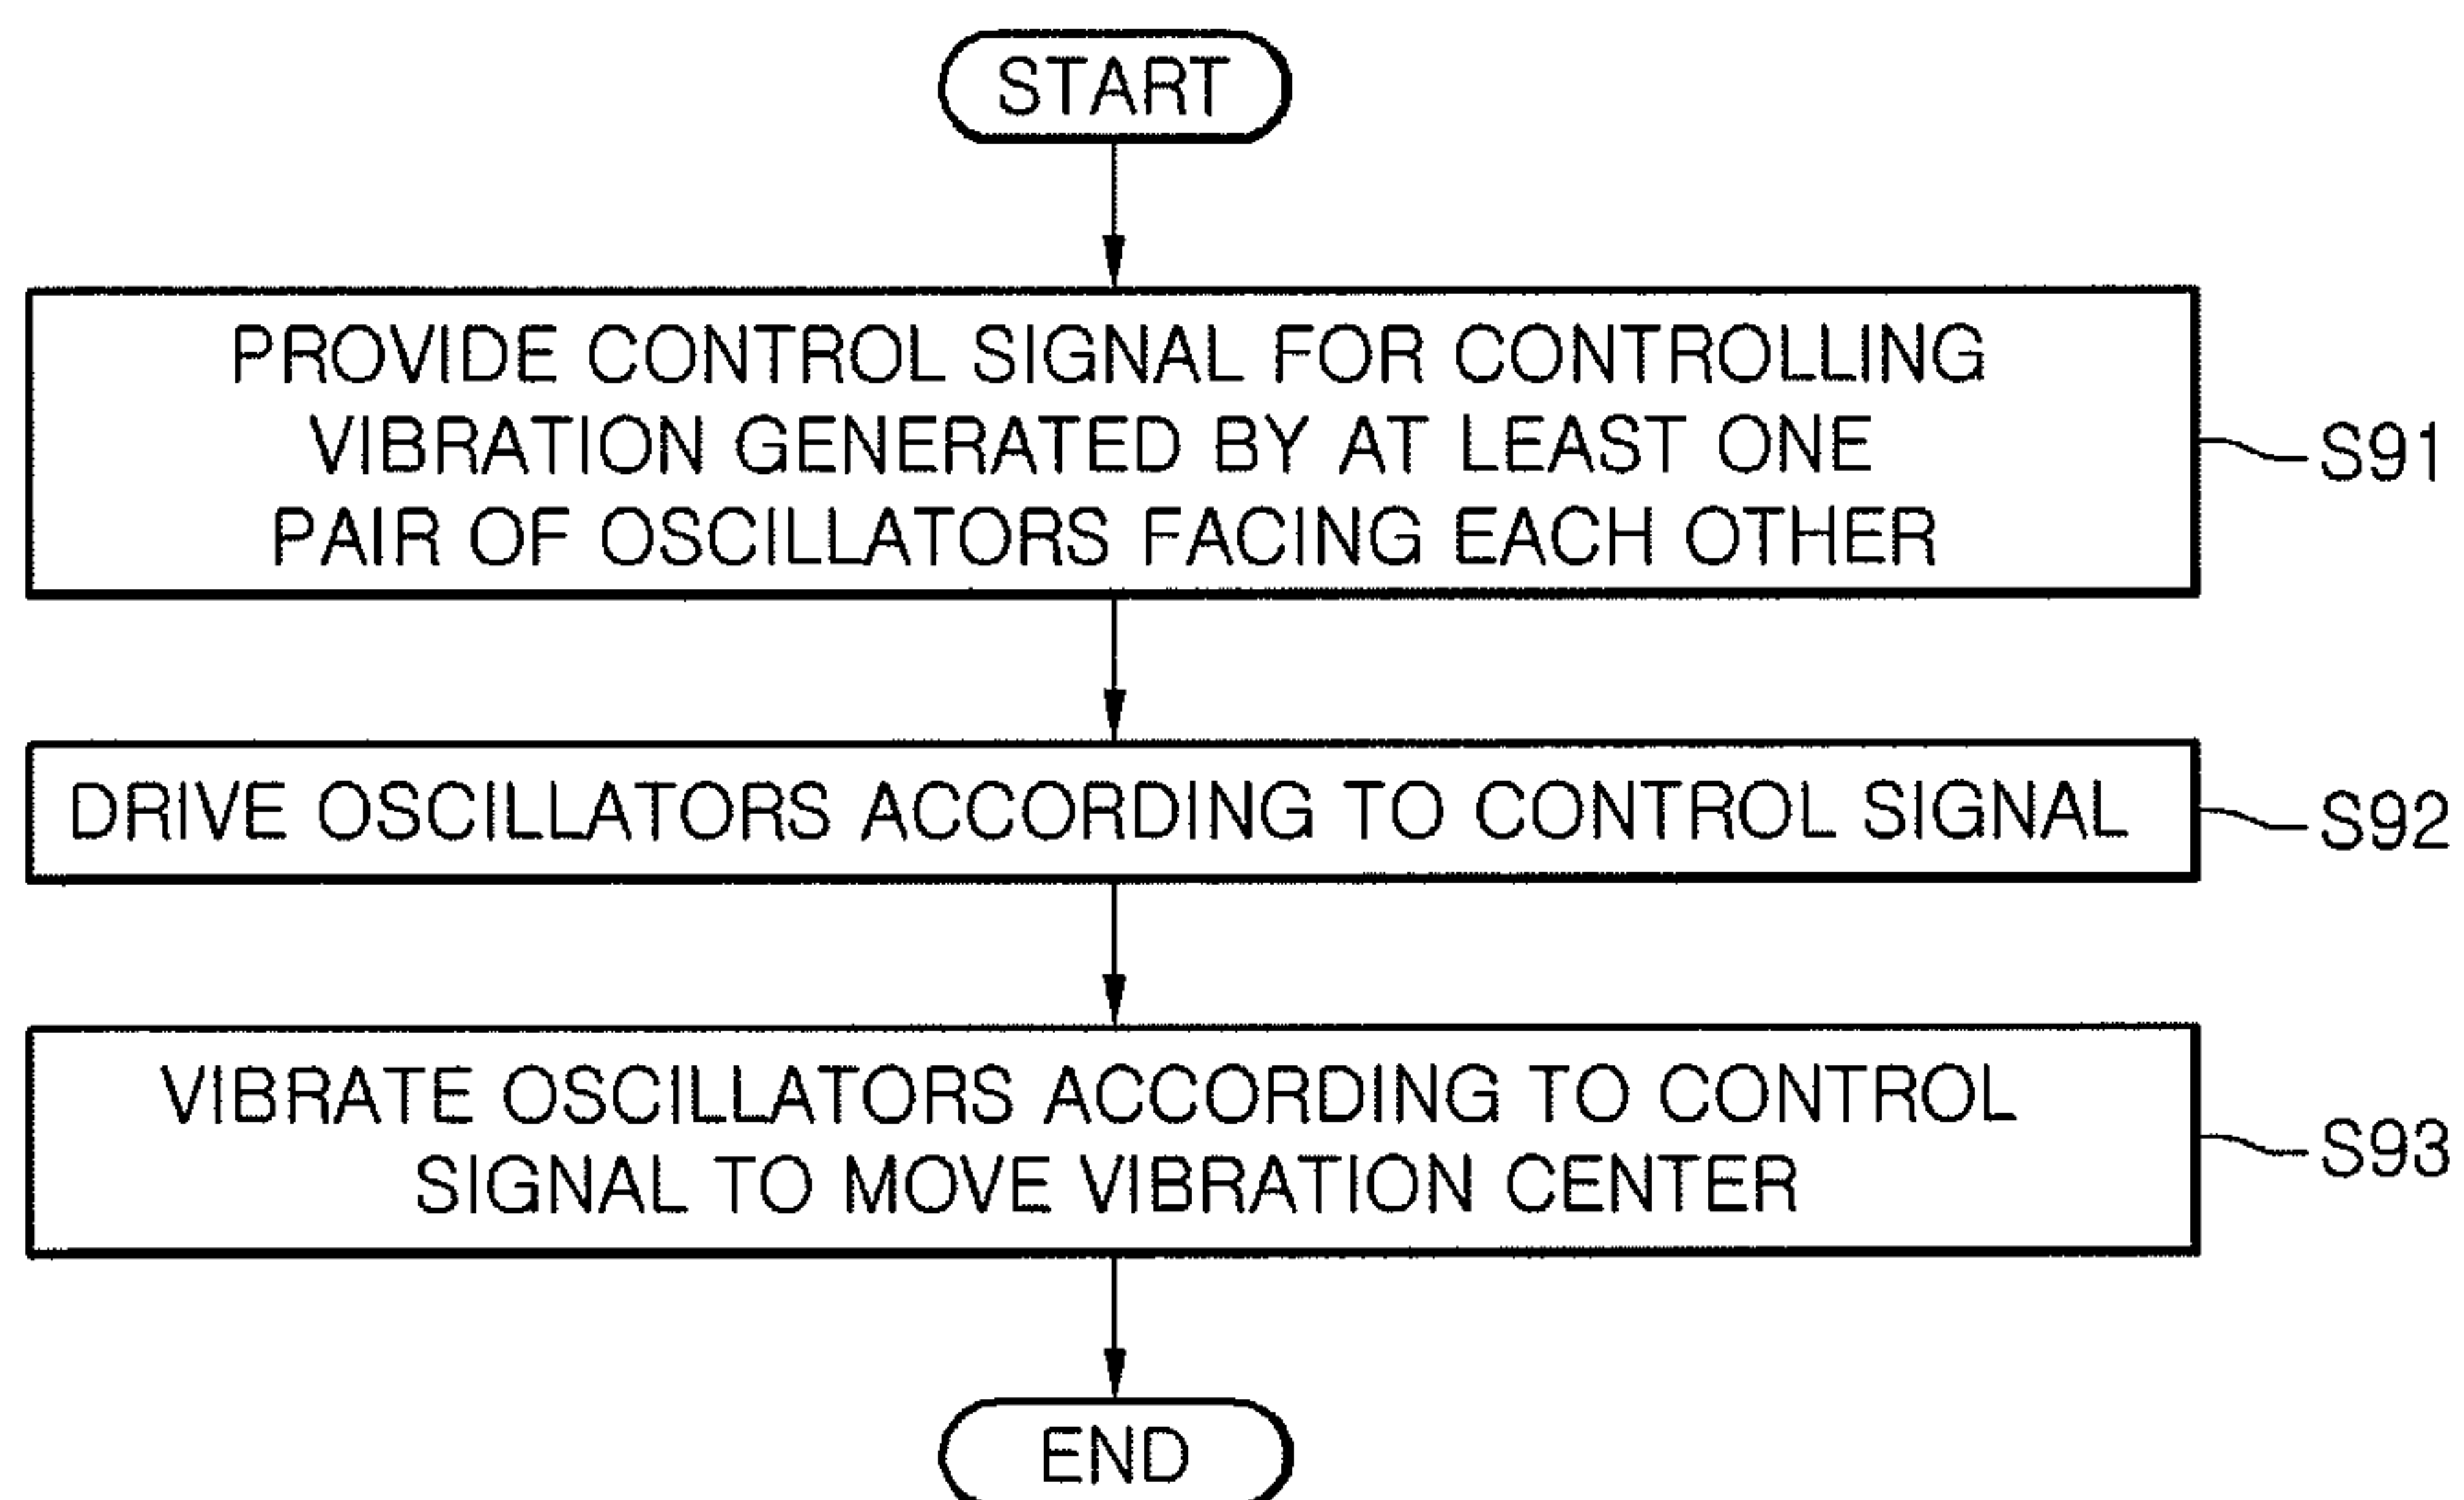 START
PROVIDE CONTROL SIGNAL FOR CONTROLLING
VIBRATION GENERATED BY AT LEAST ONE
PAIR OF OSCILLATORS FACING EACH OTHER
S91
DRIVE OSCILLATORS ACCORDING TO CONTROL SIGNAL
S92
VIBRATE OSCILLATORS ACCORDING TO CONTROL
SIGNAL TO MOVE VIBRATION CENTER
S93
END